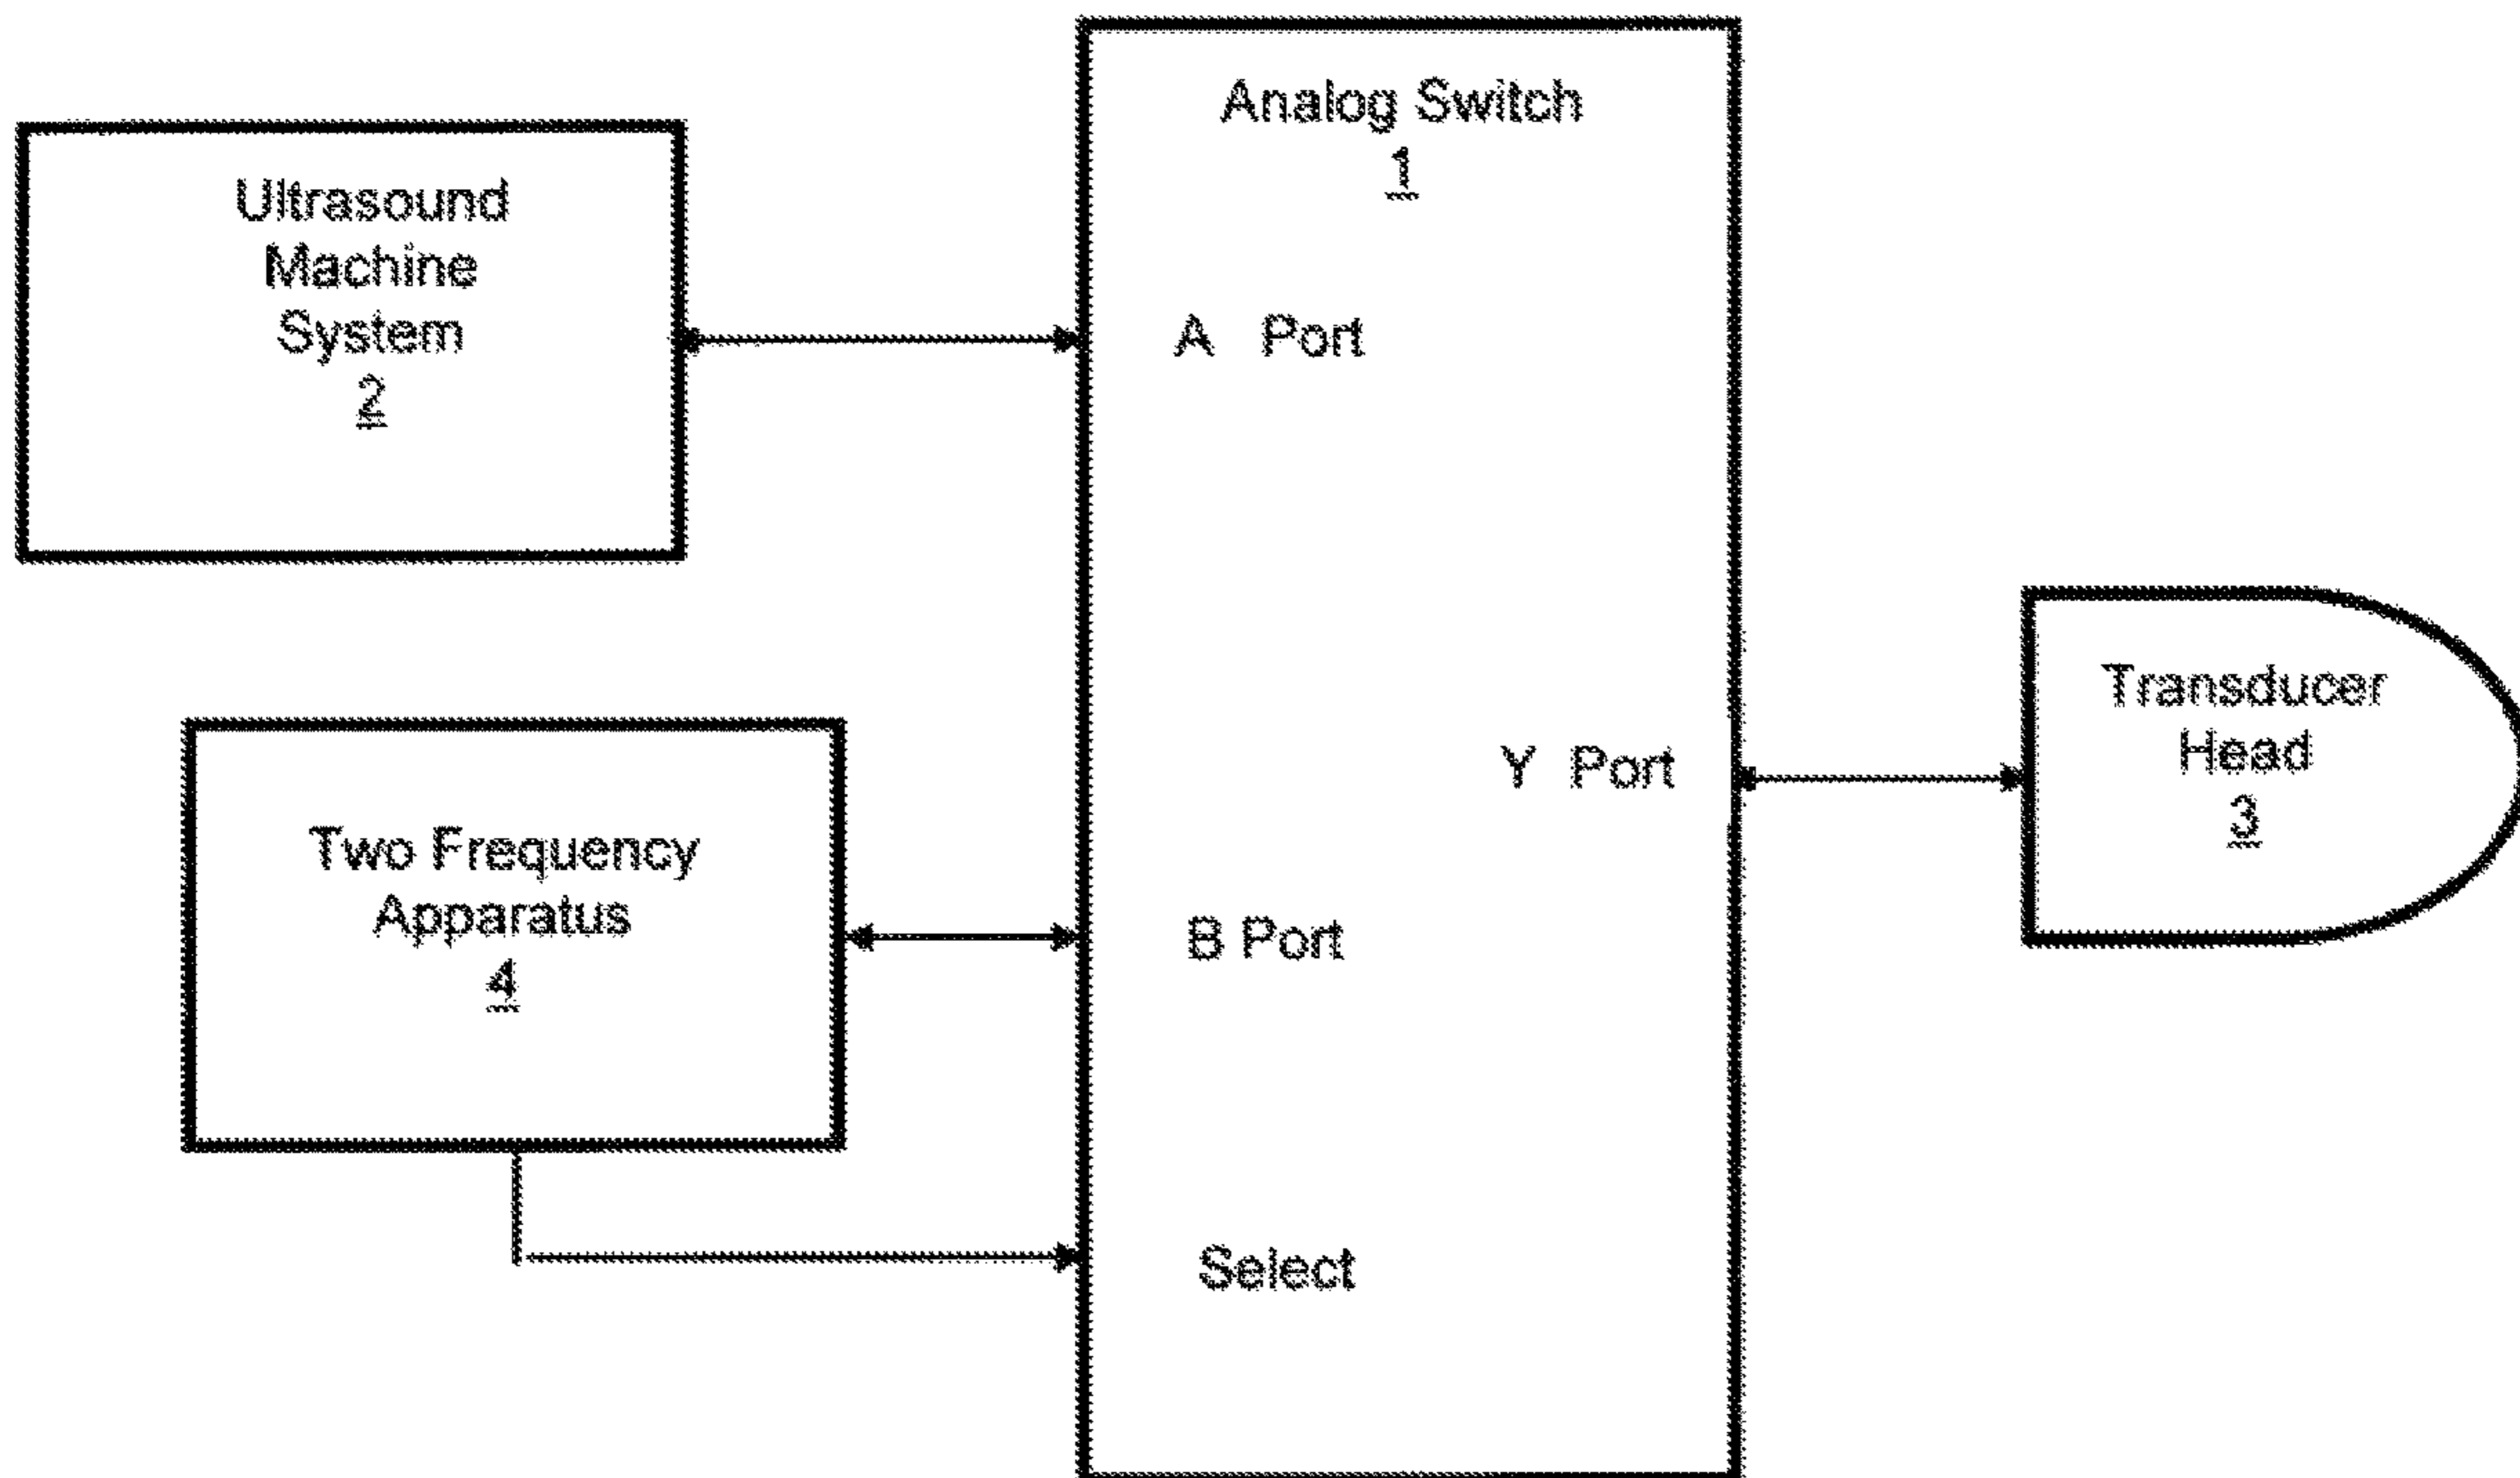 Analog Switch
1
Ultrasound
Machine
System
2
A Port
Two Frequency
Apparatus
4
B Port
Select
Y Port
Transducer
Head
3